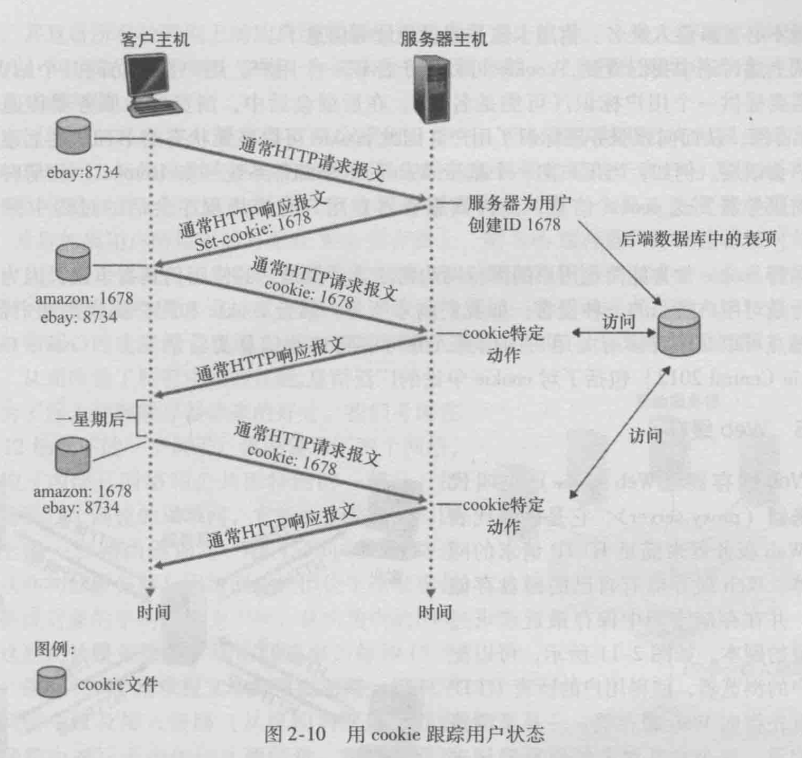 客户主机
服务器主机
ebay:8734
通常HTTP请求报文
服务器为用户
创建ID 1678
后端数据库中的表项
通常HTTP响应报文
Set-cookie: 1678
amazon: 1678
ebay: 8734
通常HTTP请求报文
cookie: 1678
cookie特定
动作
访问
通常HTTP响应报文
一星期后
访问
amazon: 1678
ebay: 8734
通常HTTP请求报文
cookie: 1678
cookie特定
动作
通常HTTP响应报文
时间
时间
图例:
cookie文件
图 2-10 用 cookie 跟踪用户状态